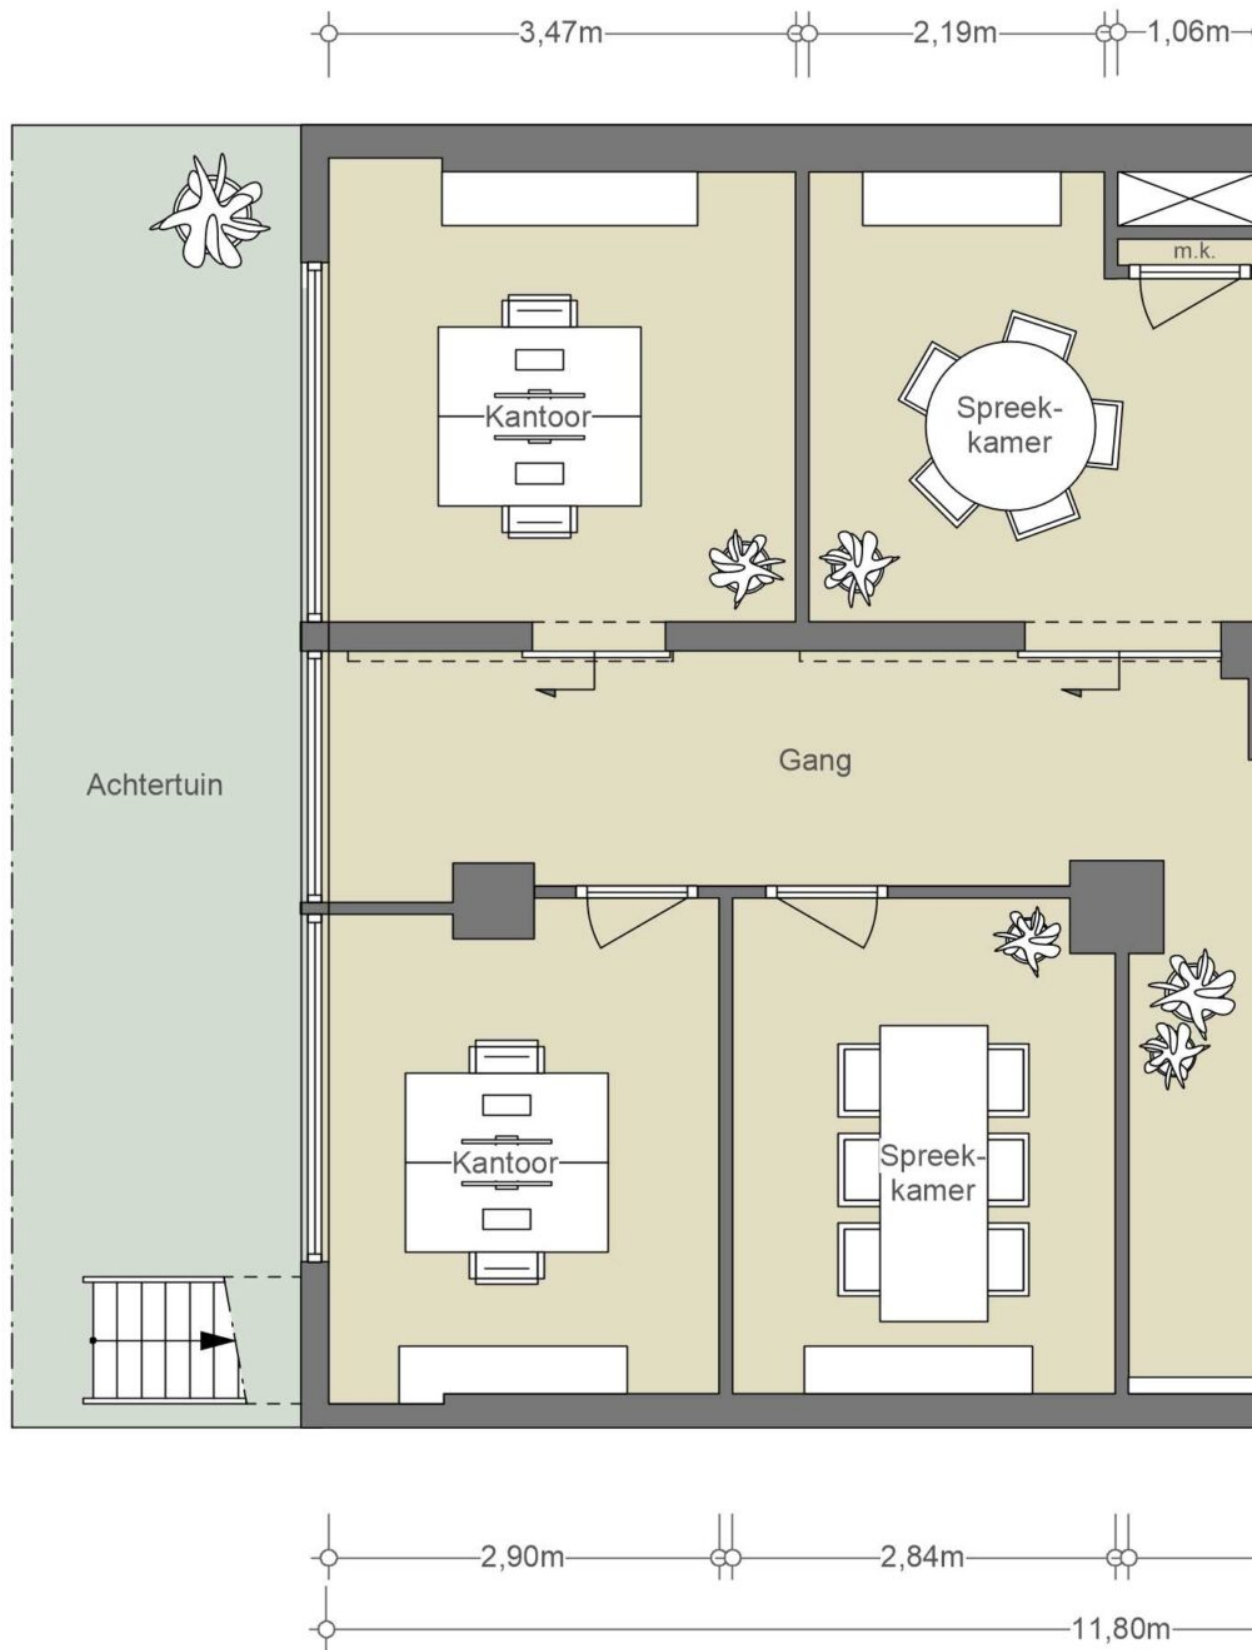 3,47m
2,19m
1,06m
m.k.
Kantoor
Spreek-
kamer
Gang
Achtertuin
Kantoor
Spreek-
kamer
2,90m
2,84m
11,80m